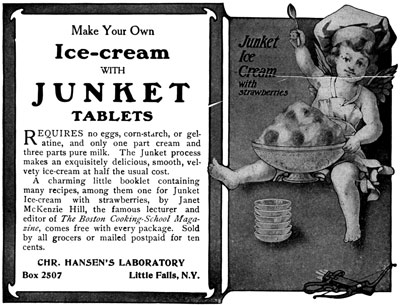 Make Your Own
Ice-cream
WITH
JUNKET
TABLETS
REQUIRES no eggs, corn-starch, or gel-
atine, and only one part cream and
three parts pure milk. The Junket process
makes an exquisitely delicious, smooth, vel-
vety ice-cream at half the usual cost.
A charming little booklet containing
many recipes, among them one for Junket
Ice-cream with strawberries, by Janet
McKenzie Hill, the famous lecturer and
editor of The Boston Cooking-School Maga-
zine, comes free with every package. Sold
by all grocers or mailed postpaid for ten
cents.
CHR. HANSEN'S LABORATORY
Box 2507 Little Falls, N.Y.
Junket
Ice
Cream
with
strawberries